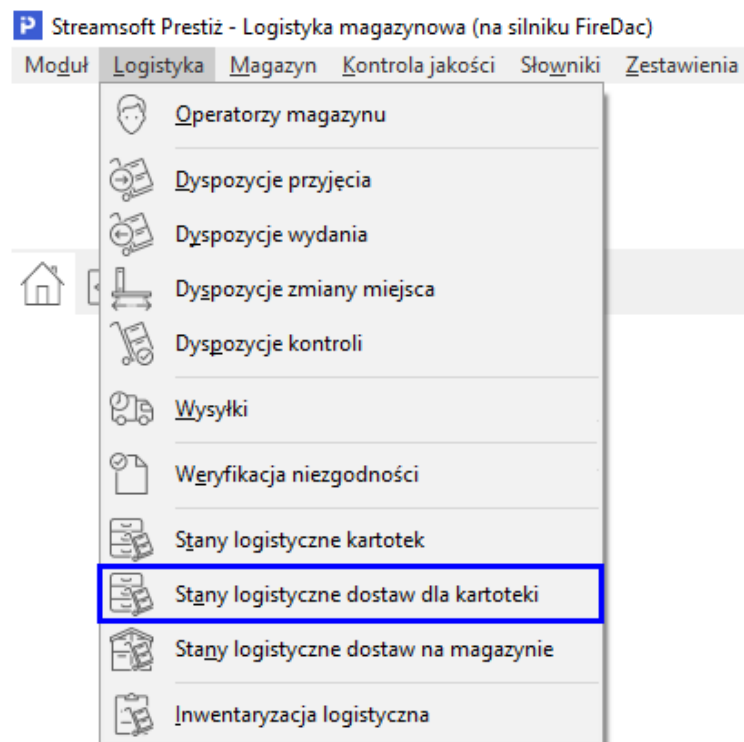 Streamsoft Prestiż - Logistyka magazynowa (na silniku FireDac)
Moduł Logistyka Magazyn Kontrola jakości Słowniki Zestawienia
Operatorzy magazynu
Dyspozycje przyjęcia
Dyspozycje wydania
Dyspozycje zmiany miejsca
Dyspozycje kontroli
Wysyłki
Weryfikacja niezgodności
Stany logistyczne kartotek
Stany logistyczne dostaw dla kartoteki
Stany logistyczne dostaw na magazynie
Inwentaryzacja logistyczna